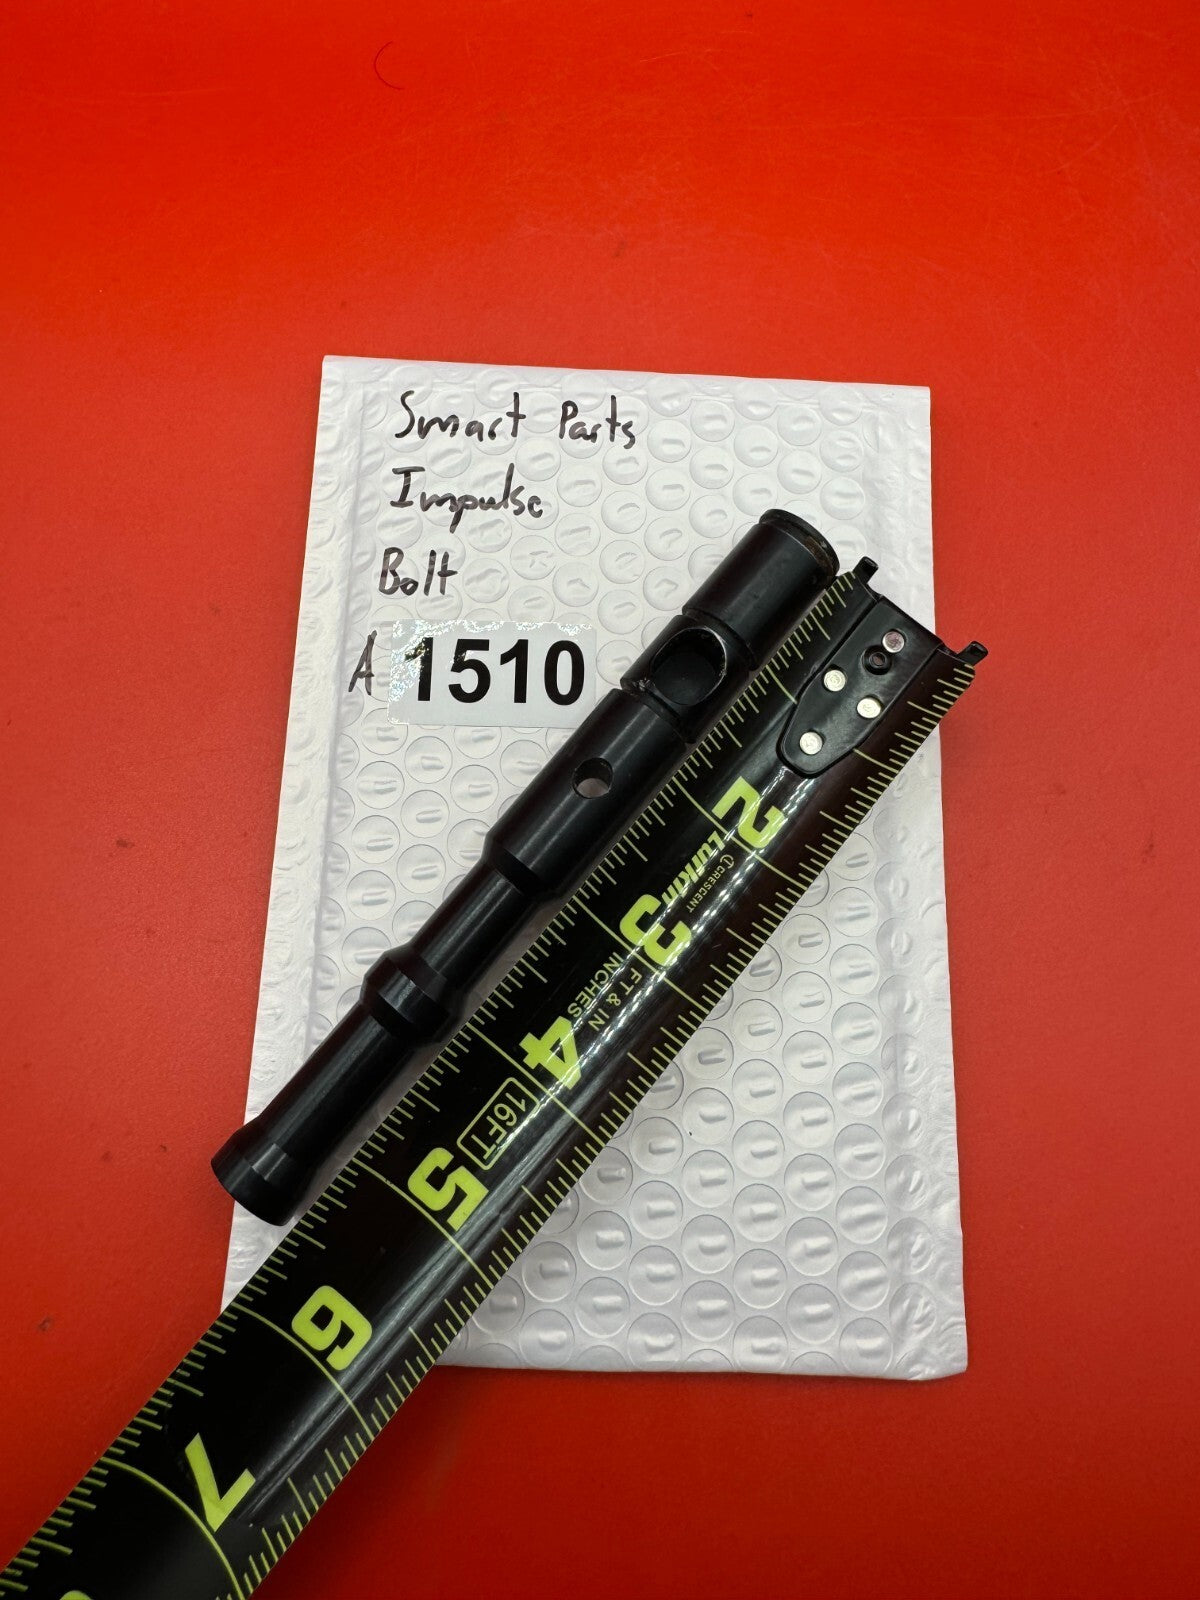 Smart Parts
Impulse
Bolt
A 1510
2
Lufkin
CRESCENT
3
FT & IN
INCHES
4
16FT
5
6
7